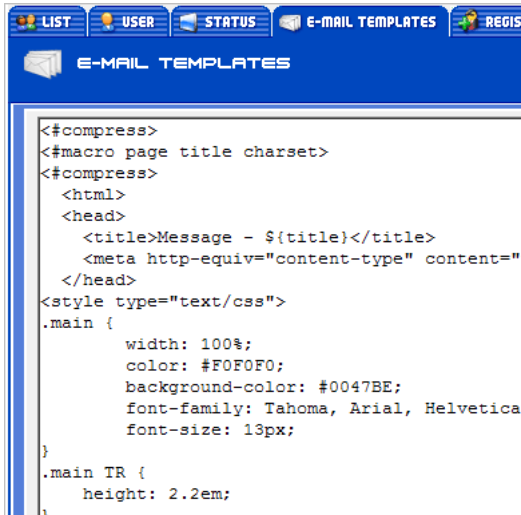 LIST USER STATUS E-MAIL TEMPLATES REGIS
E-MAIL TEMPLATES
<#compress>
<#macro page title charset>
<#compress>
  <html>
  <head>
    <title>Message - ${title}</title>
    <meta http-equiv="content-type" content="
  </head>
<style type="text/css">
.main {
        width: 100%;
        color: #F0F0F0;
        background-color: #0047BE;
        font-family: Tahoma, Arial, Helvetica
        font-size: 13px;
}
.main TR {
    height: 2.2em;
}